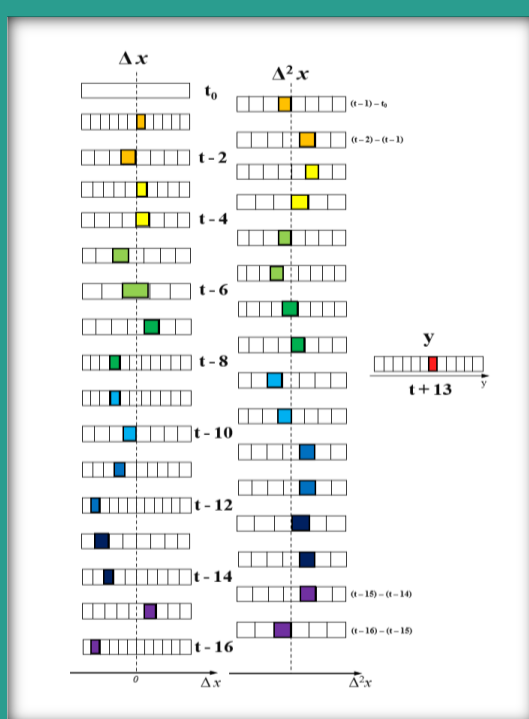 Δx
t₀
t-2
t-4
t-6
t-8
t-10
t-12
t-14
t-16
0
Δx
Δ²x
(t-1)-t₀
(t-2)-(t-1)
(t-15)-(t-14)
(t-16)-(t-15)
Δ²x
y
y
t+13